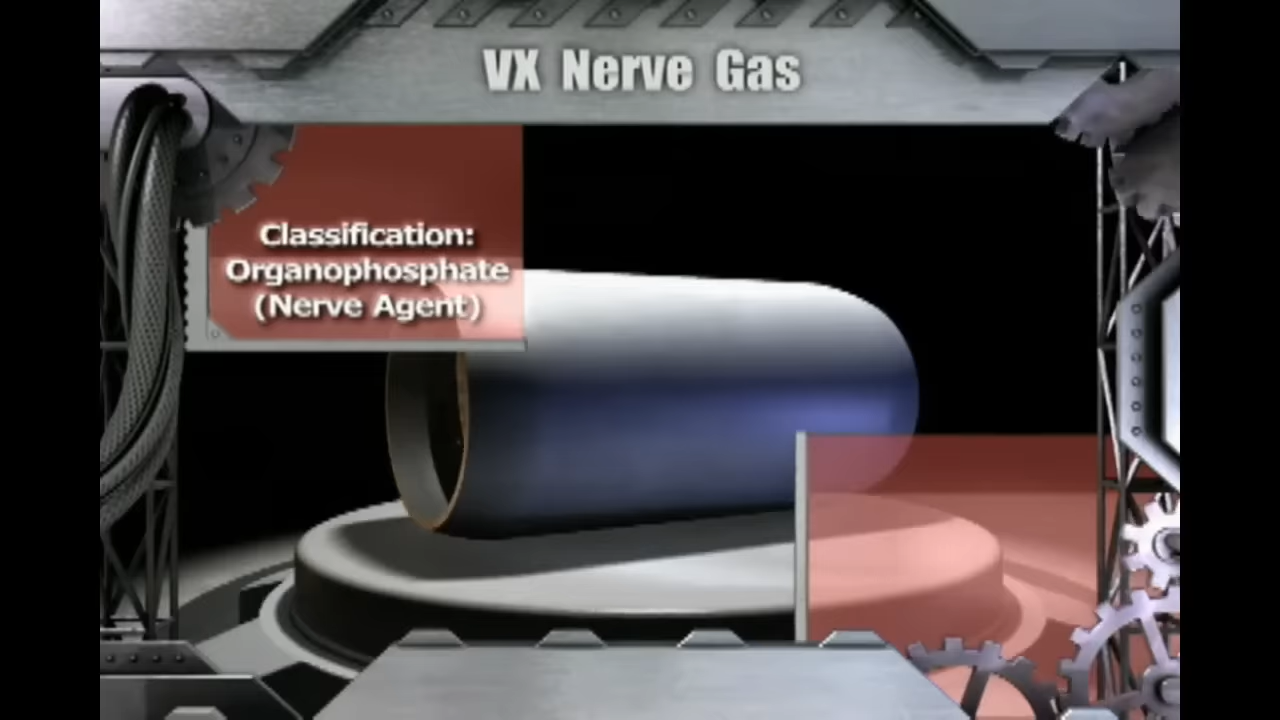 VX Nerve Gas
Classification:
Organophosphate
(Nerve Agent)